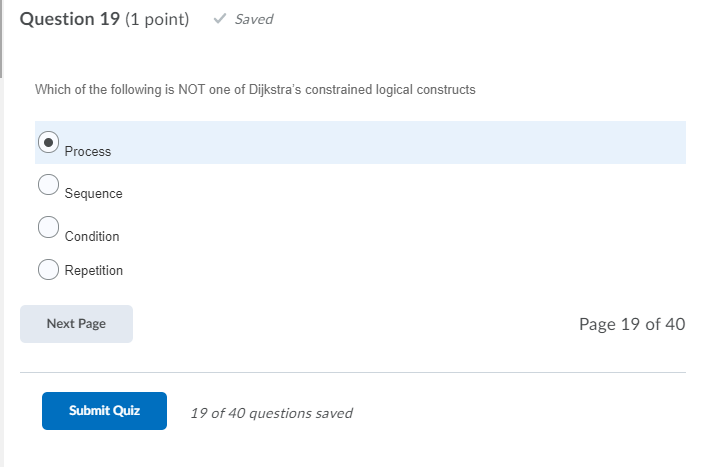 Question 19 (1 point) Saved
Which of the following is NOT one of Dijkstra's constrained logical constructs
Process
Sequence
Condition
Repetition
Next Page Page 19 of 40
Submit Quiz 19 of 40 questions saved